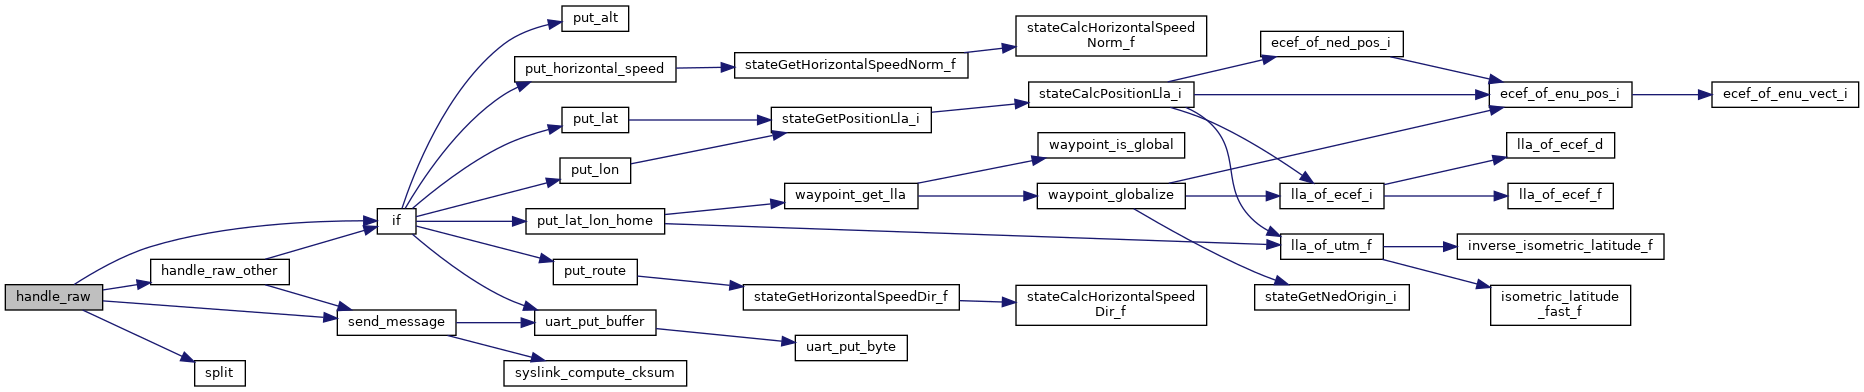 put_alt
stateCalcHorizontalSpeed
Norm_f
ecef_of_ned_pos_i
put_horizontal_speed
stateGetHorizontalSpeedNorm_f
stateCalcPositionLla_i
ecef_of_enu_pos_i
ecef_of_enu_vect_i
put_lat
stateGetPositionLla_i
waypoint_is_global
lla_of_ecef_d
put_lon
waypoint_get_lla
waypoint_globalize
lla_of_ecef_i
lla_of_ecef_f
if
put_lat_lon_home
lla_of_utm_f
inverse_isometric_latitude_f
handle_raw_other
put_route
handle_raw
stateGetHorizontalSpeedDir_f
stateCalcHorizontalSpeed
Dir_f
stateGetNedOrigin_i
isometric_latitude
_fast_f
send_message
uart_put_buffer
uart_put_byte
split
syslink_compute_cksum